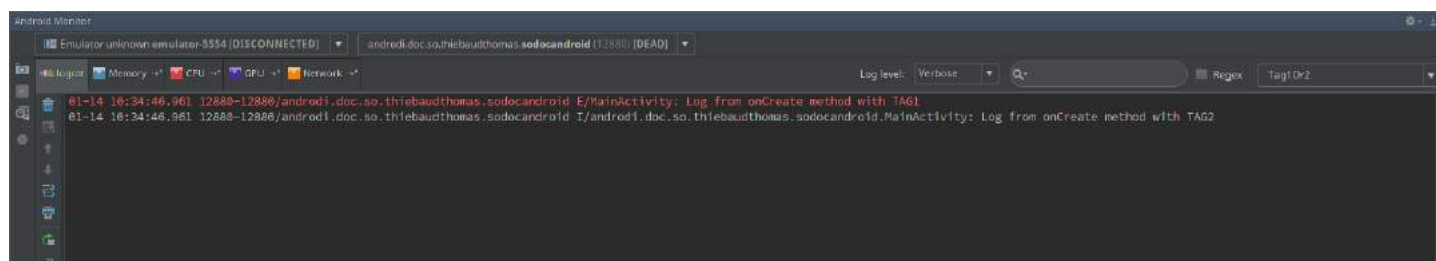 Android Monitor
Emulator unknown emulator-5554 [DISCONNECTED] androdi.doc.so.thiebaudthomas.sodocandroid (12880) [DEAD]
logcat Memory CPU GPU Network Log level: Verbose Regex Tag1Or2
01-14 10:34:46.961 12880-12880/androdi.doc.so.thiebaudthomas.sodocandroid E/MainActivity: Log from onCreate method with TAG1
01-14 10:34:46.961 12880-12880/androdi.doc.so.thiebaudthomas.sodocandroid I/androdi.doc.so.thiebaudthomas.sodocandroid.MainActivity: Log from onCreate method with TAG2